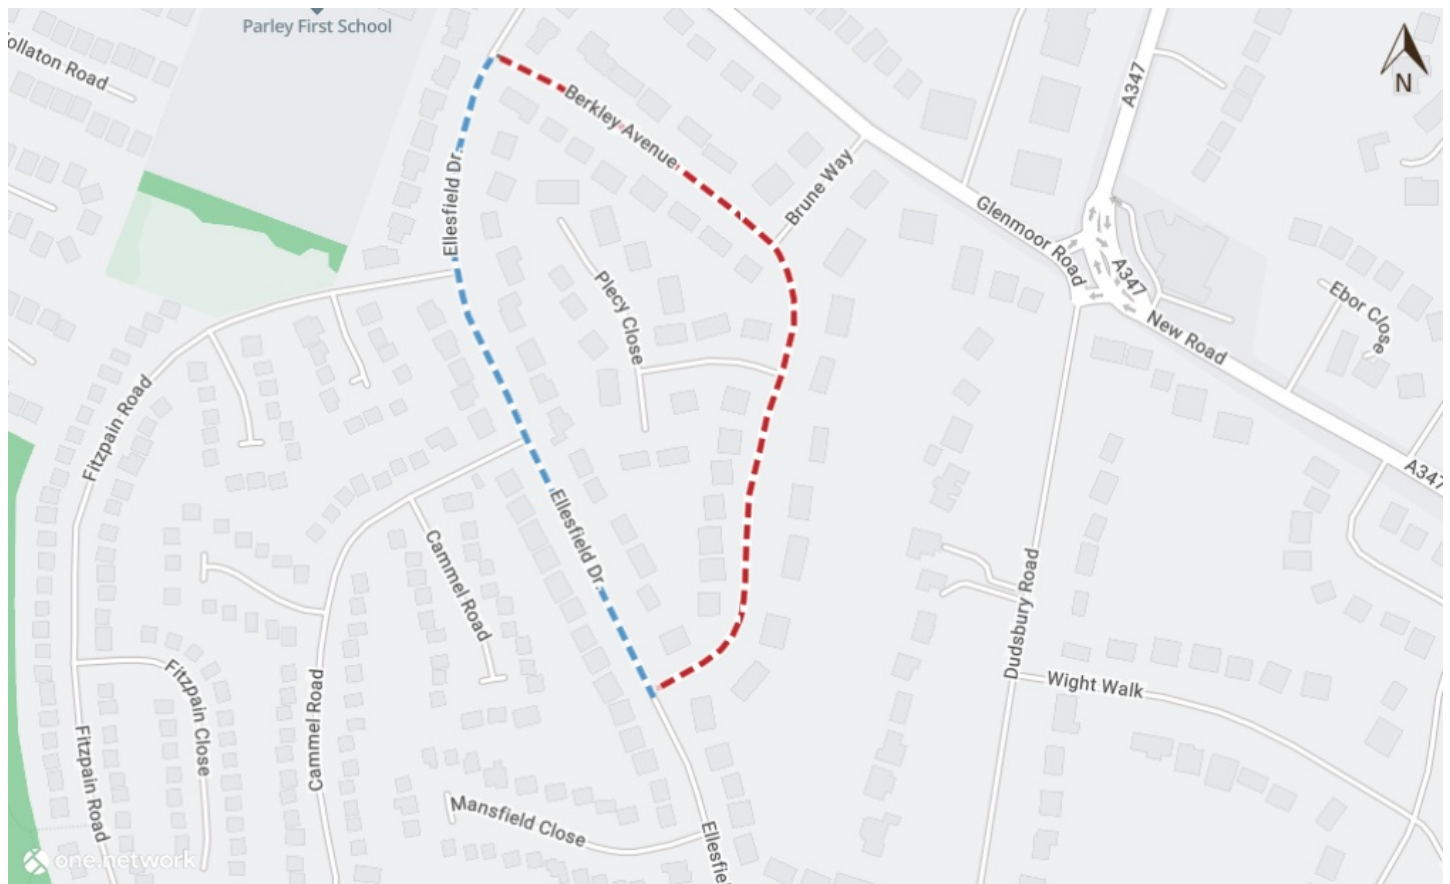 Parley First School
ollaton Road
N
A347
Berkley Avenue
Ellesfield Dr.
Brune Way
Glenmoor Road
A347
New Road
Ebor Close
Plecy Close
Fitzpain Road
A347
Ellesfield Dr.
Cammel Road
Dudsbury Road
Wight Walk
Fitzpain Close
Cammel Road
Fitzpain Road
Mansfield Close
Ellesfie
one.network